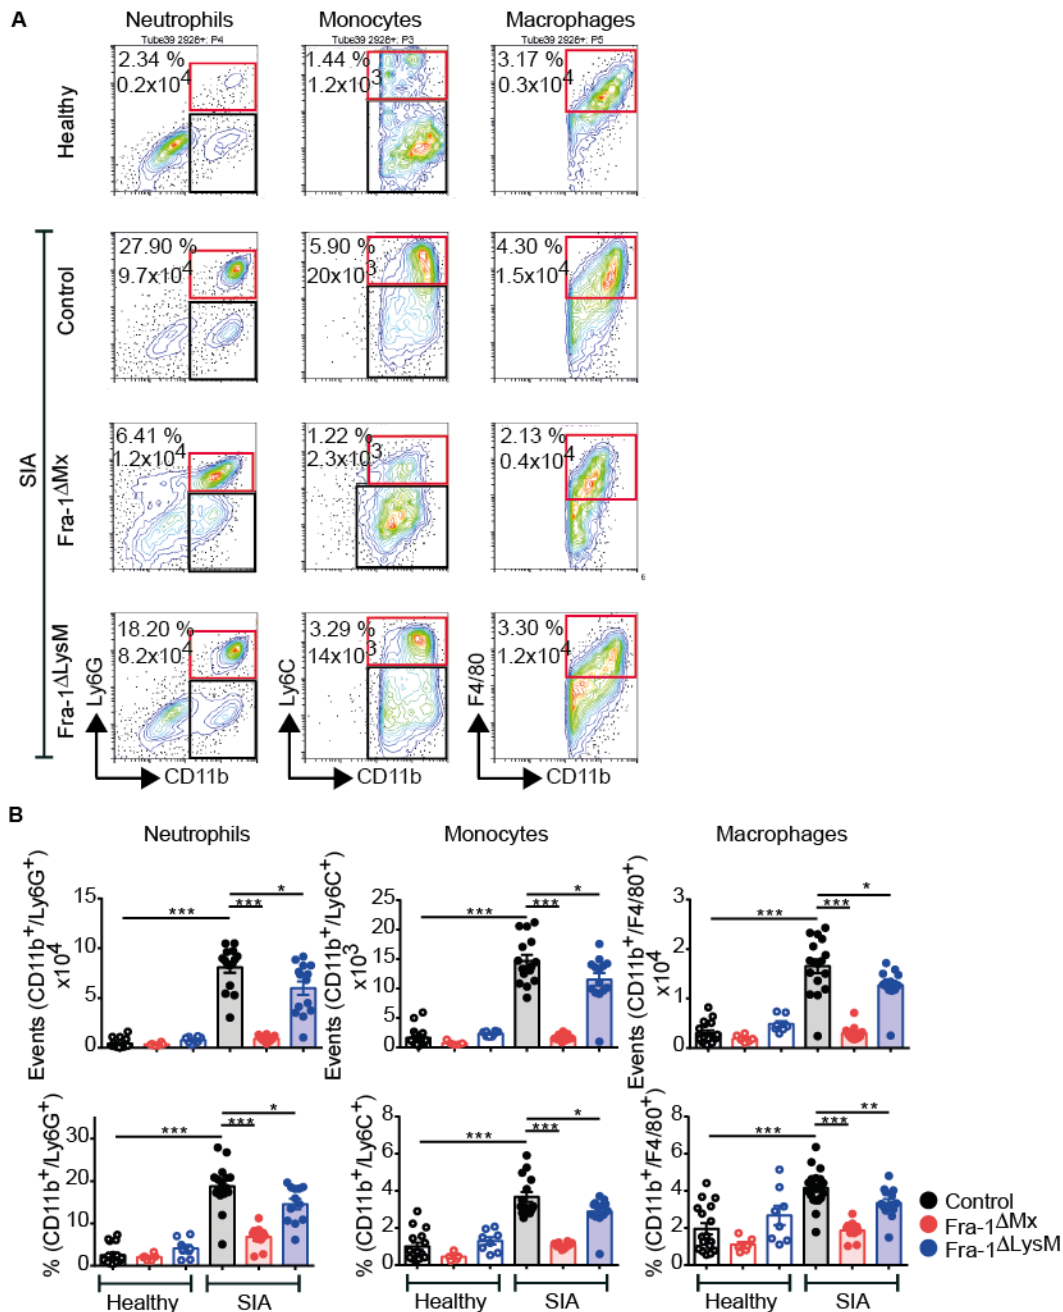 A
Neutrophils Monocytes Macrophages
Tube39 2926+: P4 Tube39 2926+: P3 Tube39 2926+: P5
Healthy
2.34 % 1.44 % 3.17 %
0.2x10⁴ 1.2x10³ 0.3x10⁴
SIA
Control
27.90 % 5.90 % 4.30 %
9.7x10⁴ 20x10³ 1.5x10⁴
Fra-1ΔMx
6.41 % 1.22 % 2.13 %
1.2x10⁴ 2.3x10³ 0.4x10⁴
6
Fra-1ΔLysM
18.20 % 3.29 % 3.30 %
8.2x10⁴ 14x10³ 1.2x10⁴
Ly6G Ly6C F4/80
CD11b CD11b CD11b
B
Neutrophils Monocytes Macrophages
Events (CD11b⁺/Ly6G⁺)
x10⁴
15
10
5
0
*** *** *
Events (CD11b⁺/Ly6C⁺)
x10³
25
20
15
10
5
0
*** *** *
Events (CD11b⁺/F4/80⁺)
x10⁴
3
2
1
0
*** *** *
% (CD11b⁺/Ly6G⁺)
30
20
10
0
*** *** *
% (CD11b⁺/Ly6C⁺)
8
6
4
2
0
*** *** *
% (CD11b⁺/F4/80⁺)
8
6
4
2
0
*** *** **
Control
Fra-1ΔMx
Fra-1ΔLysM
Healthy SIA Healthy SIA Healthy SIA